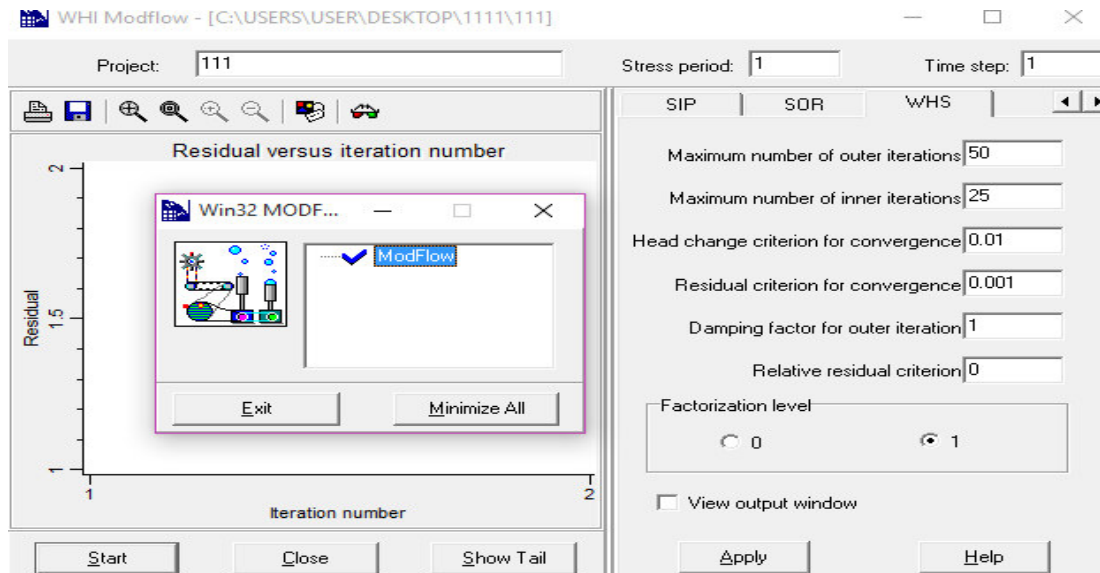 WHI Modflow - [C:\USERS\USER\DESKTOP\1111\111]
Project: 111
Stress period: 1
Time step: 1
Residual versus iteration number
2
1.5
1
Residual
1
2
Iteration number
Win32 MODF...
ModFlow
Exit
Minimize All
Start
Close
Show Tail
SIP
SOR
WHS
Maximum number of outer iterations 50
Maximum number of inner iterations 25
Head change criterion for convergence 0.01
Residual criterion for convergence 0.001
Damping factor for outer iteration 1
Relative residual criterion 0
Factorization level
0
1
View output window
Apply
Help